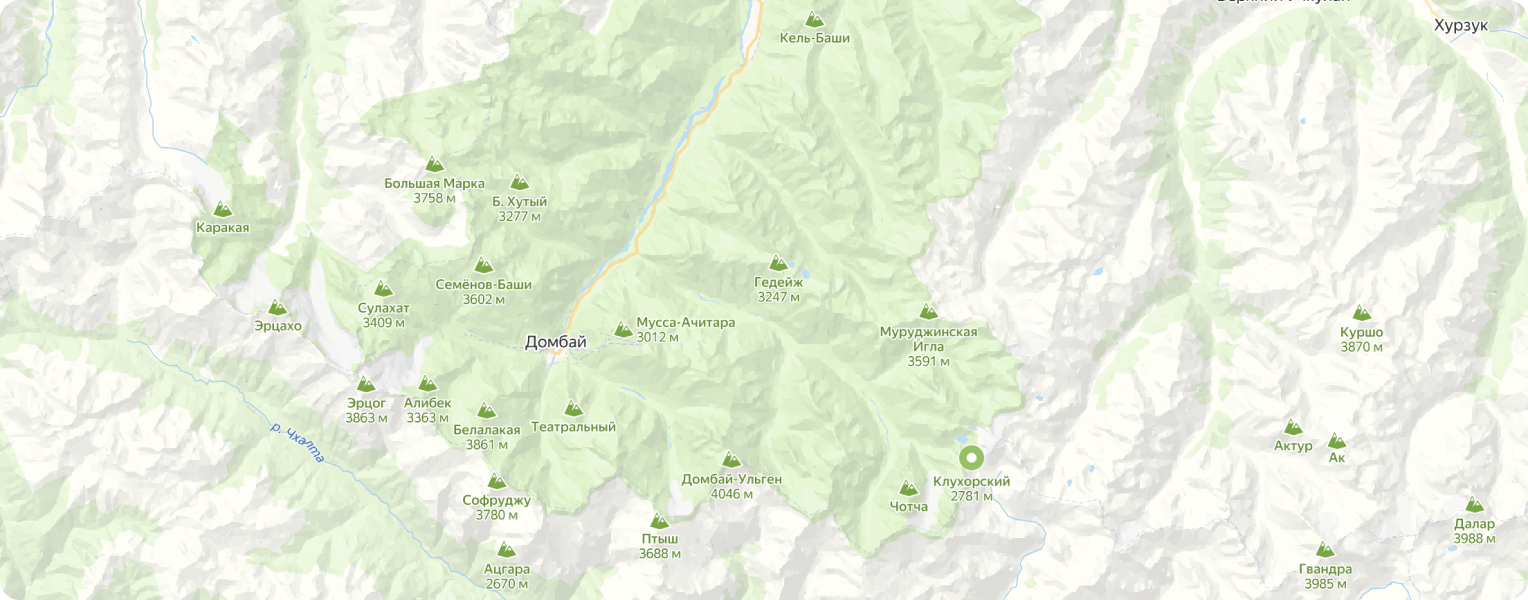 Кель-Баши
Хурзук
Большая Марка
3758 м
Б. Хутый
3277 м
Каракая
Семёнов-Баши
3602 м
Гедейж
3247 м
Сулахат
3409 м
Эрцахо
Мусса-Ачитара
3012 м
Домбай
Муруджинская
Игла
3591 м
Куршо
3870 м
Эрцог
3863 м
Алибек
3363 м
Белалакая
3861 м
Театральный
р. Чхалта
Актур
Ак
Домбай-Ульген
4046 м
Клухорский
2781 м
Софруджу
3780 м
Чотча
Птыш
3688 м
Далар
3988 м
Ацгара
2670 м
Гвандра
3985 м